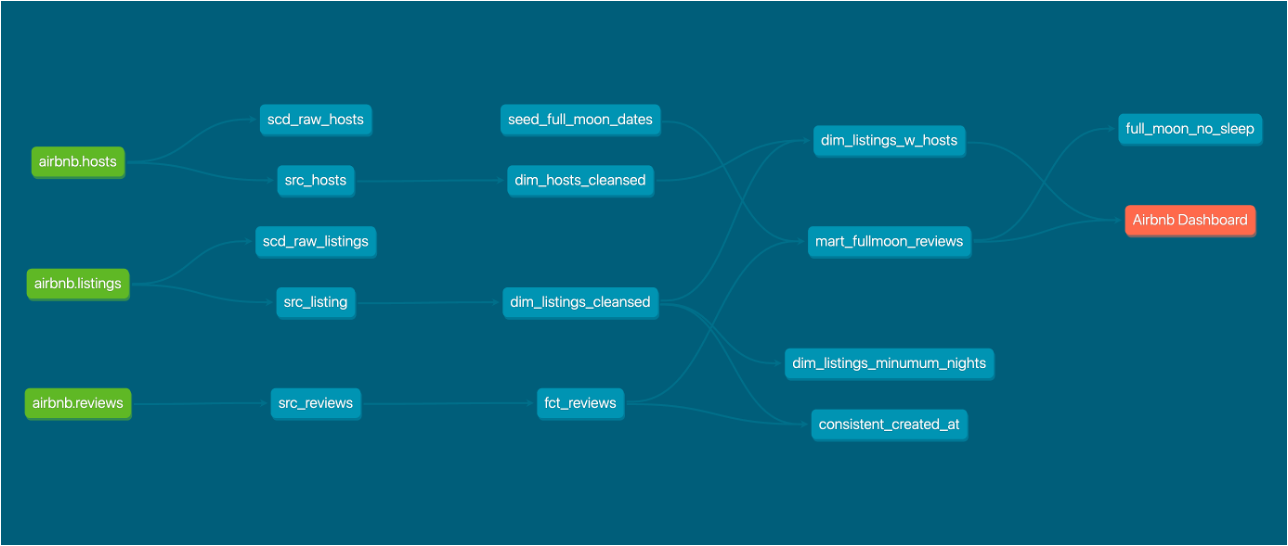 scd_raw_hosts
seed_full_moon_dates
full_moon_no_sleep
dim_listings_w_hosts
airbnb.hosts
src_hosts
dim_hosts_cleansed
Airbnb Dashboard
scd_raw_listings
mart_fullmoon_reviews
airbnb.listings
src_listing
dim_listings_cleansed
dim_listings_minumum_nights
airbnb.reviews
src_reviews
fct_reviews
consistent_created_at